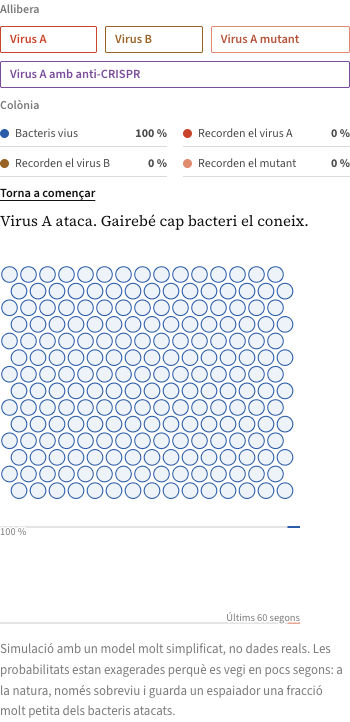 Allibera
Virus A
Virus B
Virus A mutant
Virus A amb anti-CRISPR
Colònia
Bacteris vius 100 %
Recorden el virus A 0 %
Recorden el virus B 0 %
Recorden el mutant 0 %
Torna a començar
Virus A ataca. Gairebé cap bacteri el coneix.
100 %
Últims 60 segons
Simulació amb un model molt simplificat, no dades reals. Les
probabilitats estan exagerades perquè es vegi en pocs segons: a
la natura, només sobreviu i guarda un espaiador una fracció
molt petita dels bacteris atacats.